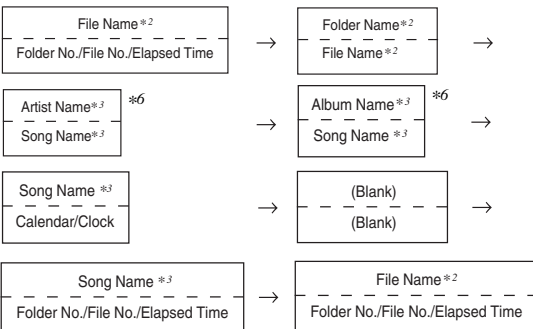 File Name*2
Folder No./File No./Elapsed Time
→
Folder Name*2
File Name*2
→
Artist Name*3
Song Name*3
*6
→
Album Name*3
Song Name *3
*6
→
Song Name *3
Calendar/Clock
→
(Blank)
(Blank)
→
Song Name *3
Folder No./File No./Elapsed Time
→
File Name*2
Folder No./File No./Elapsed Time